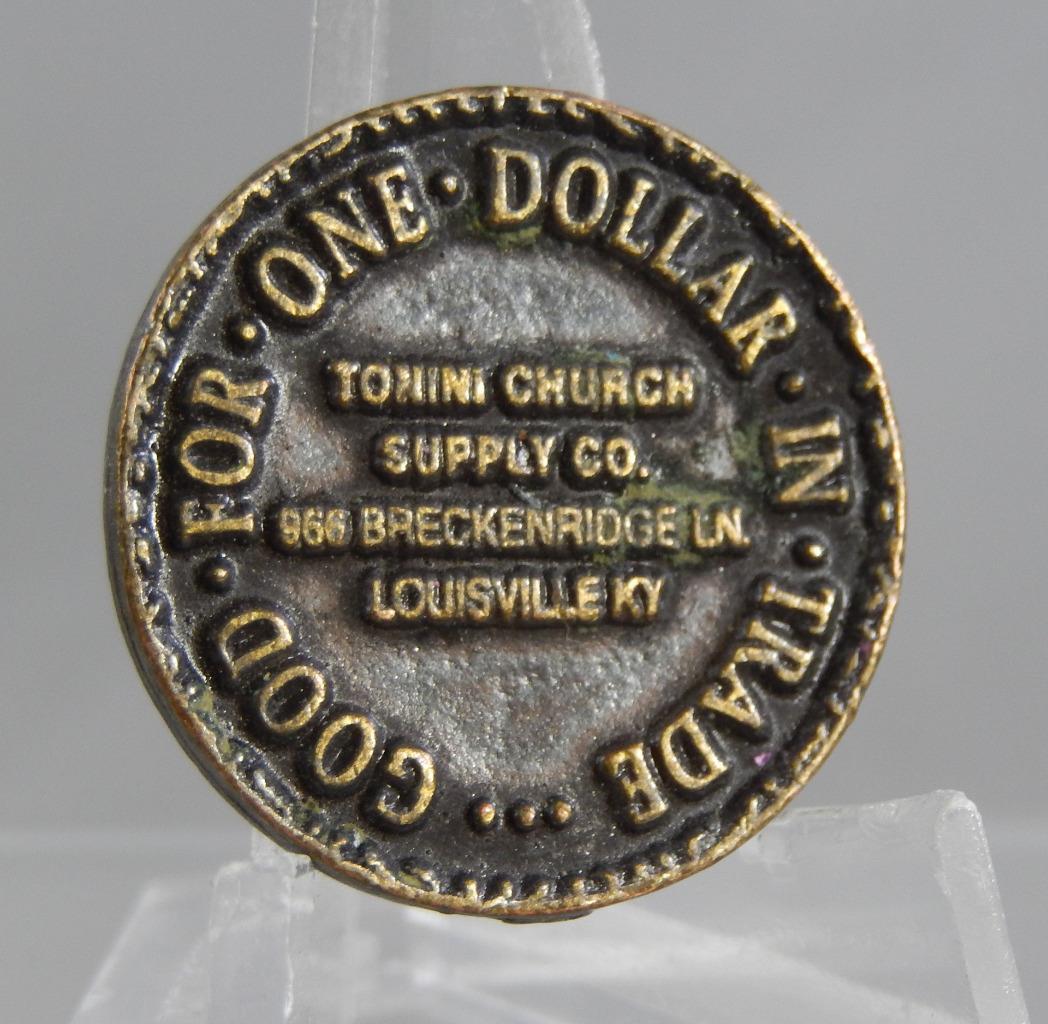 GOOD · FOR · ONE · DOLLAR · IN · TRADE ...
TONINI CHURCH
SUPPLY CO.
966 BRECKENRIDGE LN.
LOUISVILLE KY